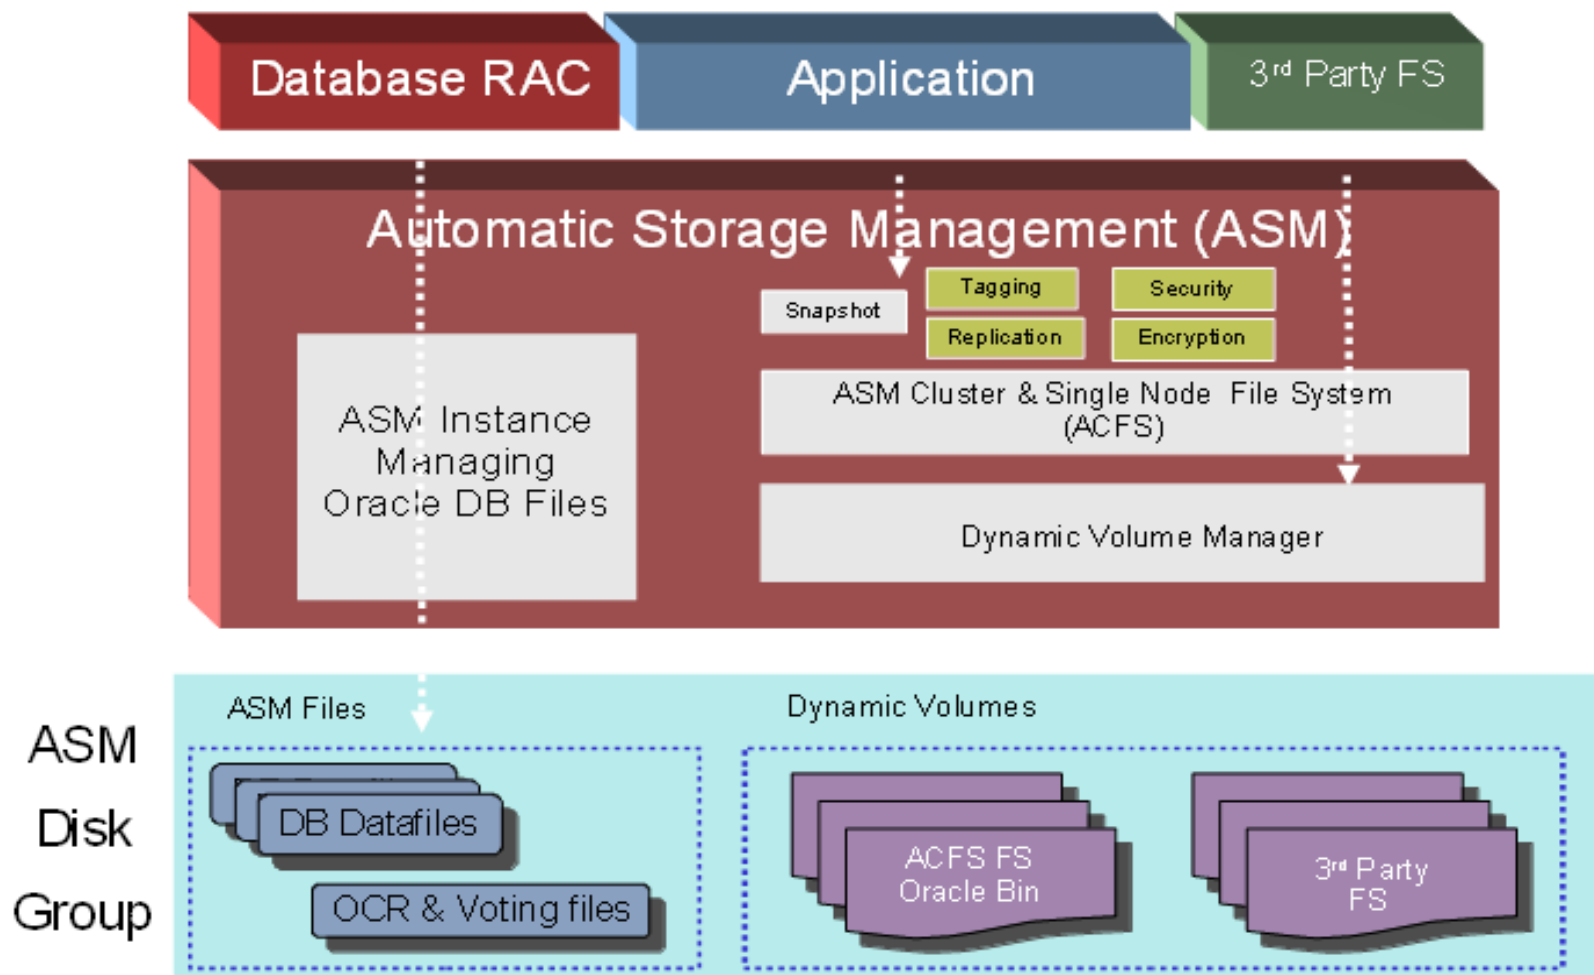 Database RAC
Application
3rd Party FS
Automatic Storage Management (ASM)
Snapshot
Tagging
Security
Replication
Encryption
ASM Instance
Managing
Oracle DB Files
ASM Cluster & Single Node File System
(ACFS)
Dynamic Volume Manager
ASM
Disk
Group
ASM Files
Dynamic Volumes
DB Datafiles
OCR & Voting files
ACFS FS
Oracle Bin
3rd Party
FS